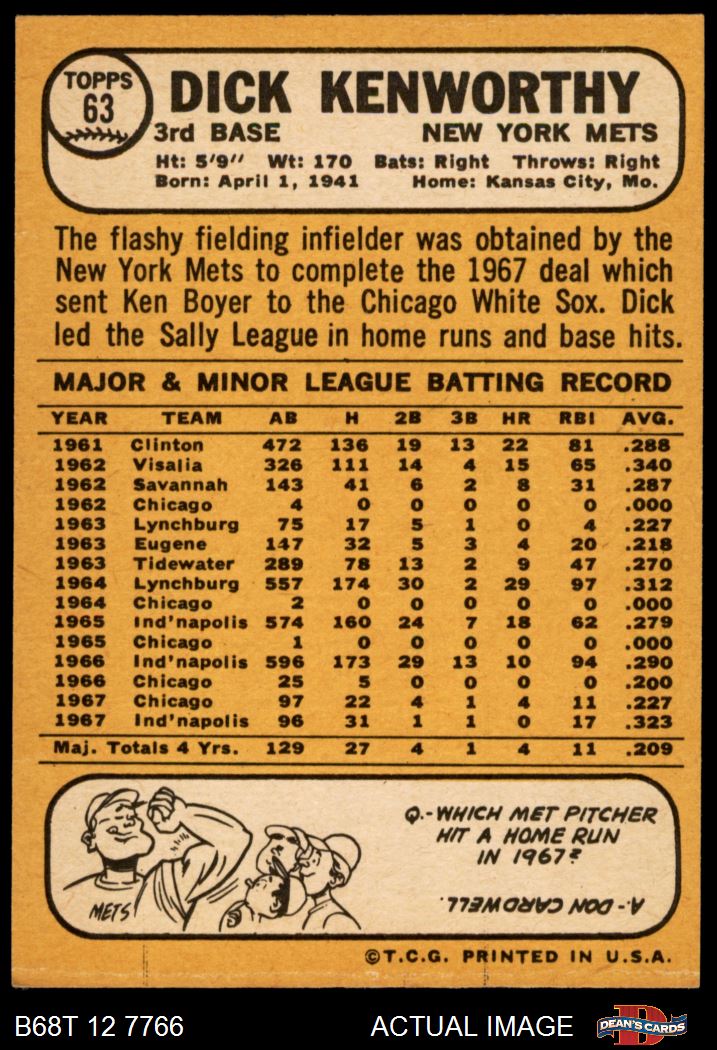 TOPPS
63
DICK KENWORTHY
3rd BASE NEW YORK METS
Ht: 5'9" Wt: 170 Bats: Right Throws: Right
Born: April 1, 1941 Home: Kansas City, Mo.
The flashy fielding infielder was obtained by the
New York Mets to complete the 1967 deal which
sent Ken Boyer to the Chicago White Sox. Dick
led the Sally League in home runs and base hits.
MAJOR & MINOR LEAGUE BATTING RECORD
YEAR TEAM AB H 2B 3B HR RBI AVG.
1961 Clinton 472 136 19 13 22 81 .288
1962 Visalia 326 111 14 4 15 65 .340
1962 Savannah 143 41 6 2 8 31 .287
1962 Chicago 4 0 0 0 0 0 .000
1963 Lynchburg 75 17 5 1 0 4 .227
1963 Eugene 147 32 5 3 4 20 .218
1963 Tidewater 289 78 13 2 9 47 .270
1964 Lynchburg 557 174 30 2 29 97 .312
1964 Chicago 2 0 0 0 0 0 .000
1965 Ind'napolis 574 160 24 7 18 62 .279
1965 Chicago 1 0 0 0 0 0 .000
1966 Ind'napolis 596 173 29 13 10 94 .290
1966 Chicago 25 5 0 0 0 0 .200
1967 Chicago 97 22 4 1 4 11 .227
1967 Ind'napolis 96 31 1 1 0 17 .323
Maj. Totals 4 Yrs. 129 27 4 1 4 11 .209
METS
Q.-WHICH MET PITCHER
HIT A HOME RUN
IN 1967?
A.-DON CARDWELL.
©T.C.G. PRINTED IN U.S.A.
B68T 12 7766 ACTUAL IMAGE
D
DEAN'S CARDS